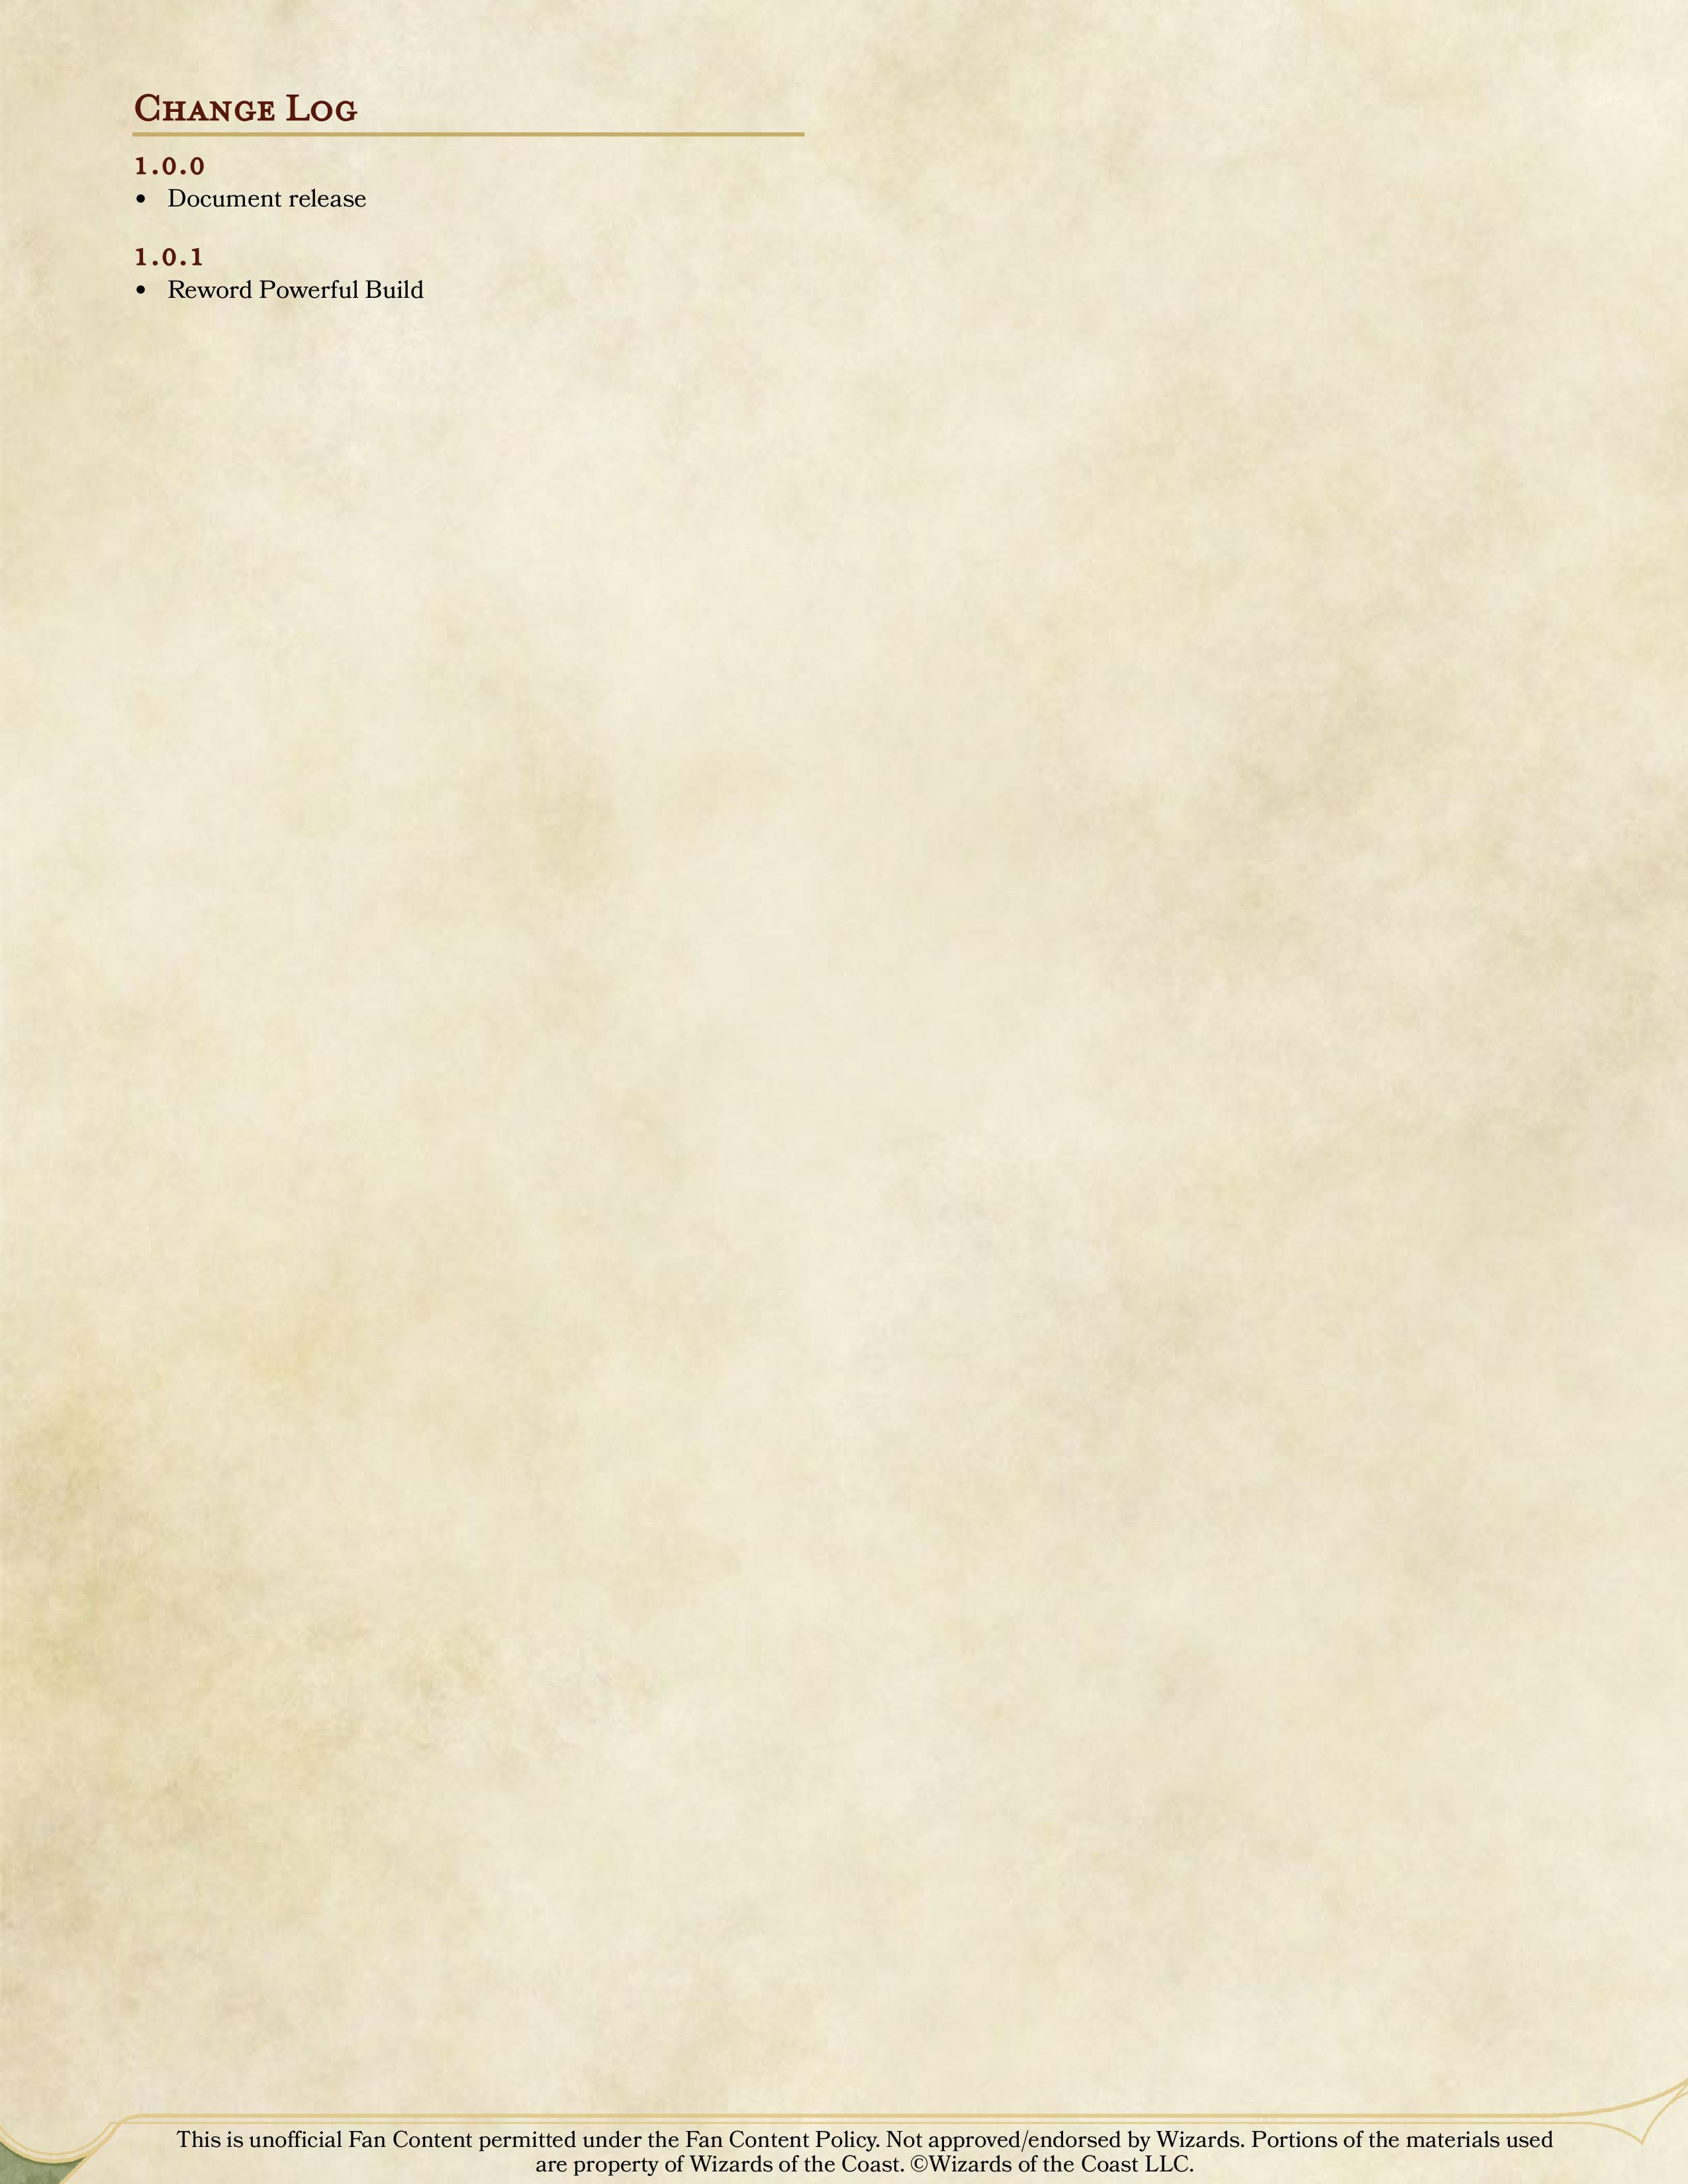 Change Log
1.0.0
• Document release
1.0.1
• Reword Powerful Build
This is unofficial Fan Content permitted under the Fan Content Policy. Not approved/endorsed by Wizards. Portions of the materials used
are property of Wizards of the Coast. ©Wizards of the Coast LLC.